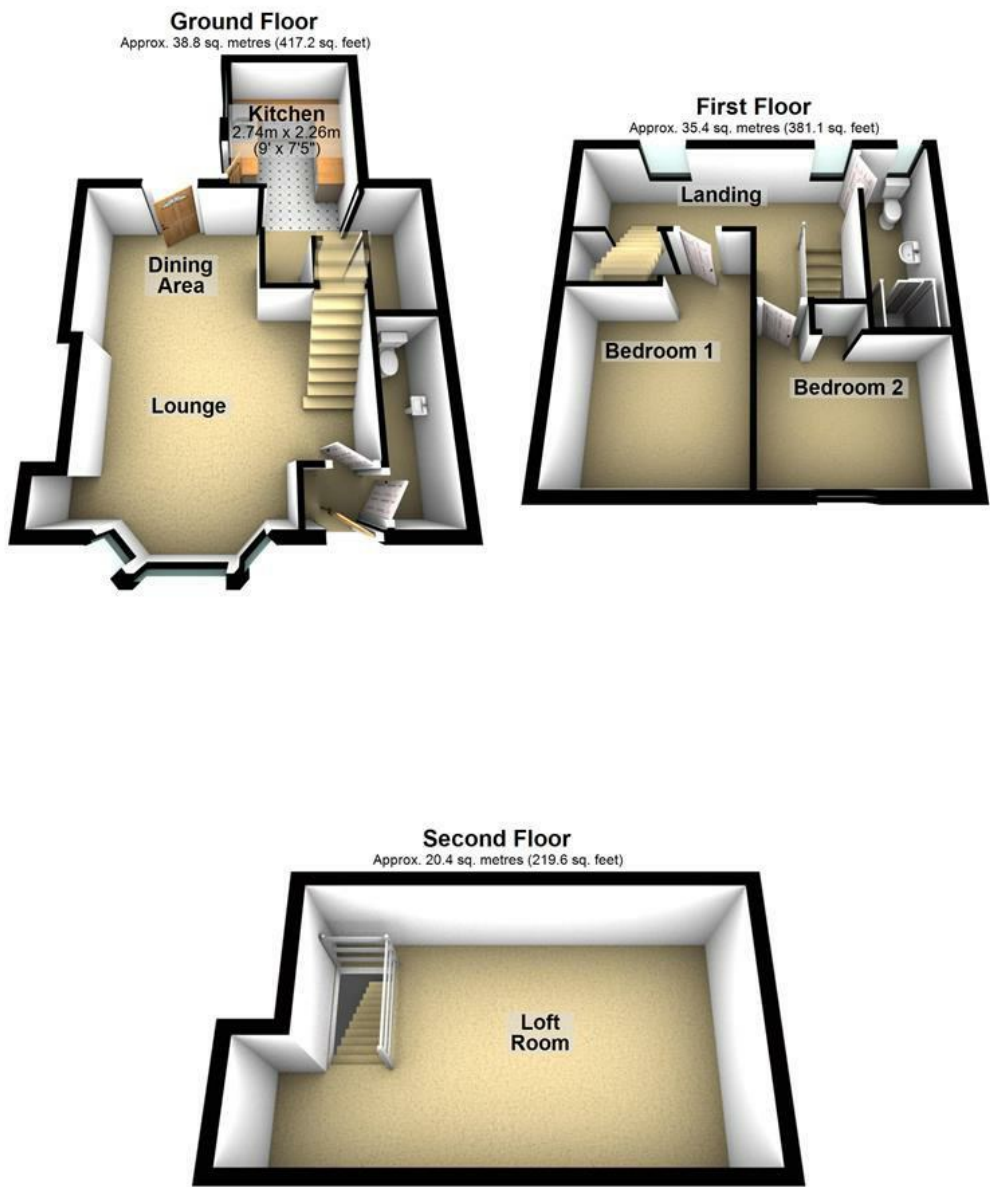 Ground Floor
Approx. 38.8 sq. metres (417.2 sq. feet)
Kitchen
2.74m x 2.26m
(9' x 7'5")
Dining
Area
Lounge
First Floor
Approx. 35.4 sq. metres (381.1 sq. feet)
Landing
Bedroom 1
Bedroom 2
Second Floor
Approx. 20.4 sq. metres (219.6 sq. feet)
Loft
Room